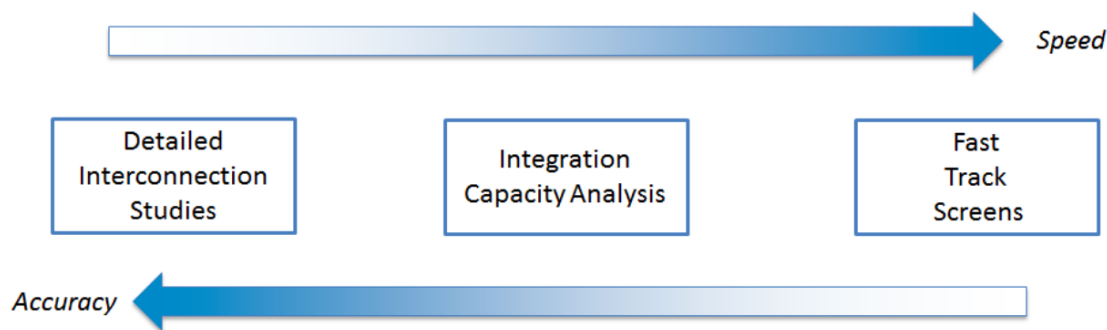 Speed
Detailed
Interconnection
Studies
Integration
Capacity Analysis
Fast
Track
Screens
Accuracy